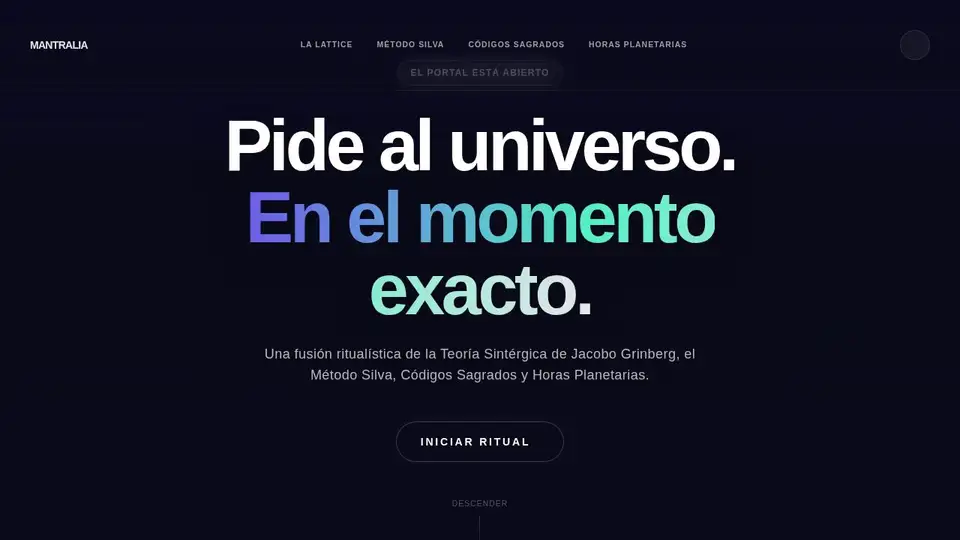 MANTRALIA
LA LATTICE MÉTODO SILVA CÓDIGOS SAGRADOS HORAS PLANETARIAS
EL PORTAL ESTÁ ABIERTO
Pide al universo.
En el momento
exacto.
Una fusión ritualística de la Teoría Sintérgica de Jacobo Grinberg, el
Método Silva, Códigos Sagrados y Horas Planetarias.
INICIAR RITUAL
DESCENDER